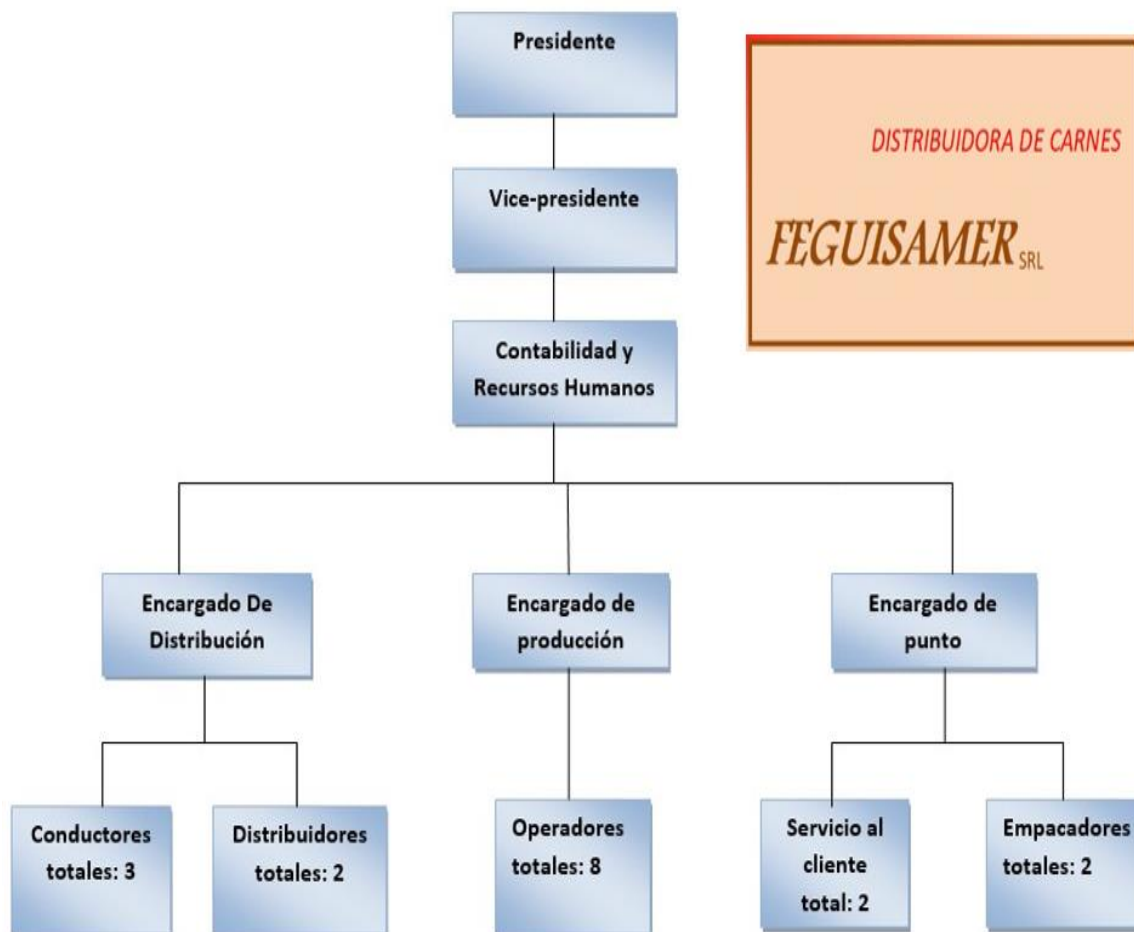 Presidente
DISTRIBUIDORA DE CARNES
FEGUISAMER SRL
Vice-presidente
Contabilidad y
Recursos Humanos
Encargado De
Distribución
Encargado de
producción
Encargado de
punto
Conductores
totales: 3
Distribuidores
totales: 2
Operadores
totales: 8
Servicio al
cliente
total: 2
Empacadores
totales: 2